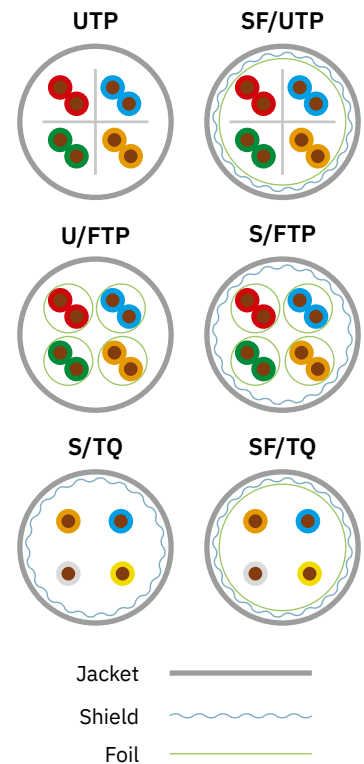 UTP
SF/UTP
U/FTP
S/FTP
S/TQ
SF/TQ
Jacket
Shield
Foil